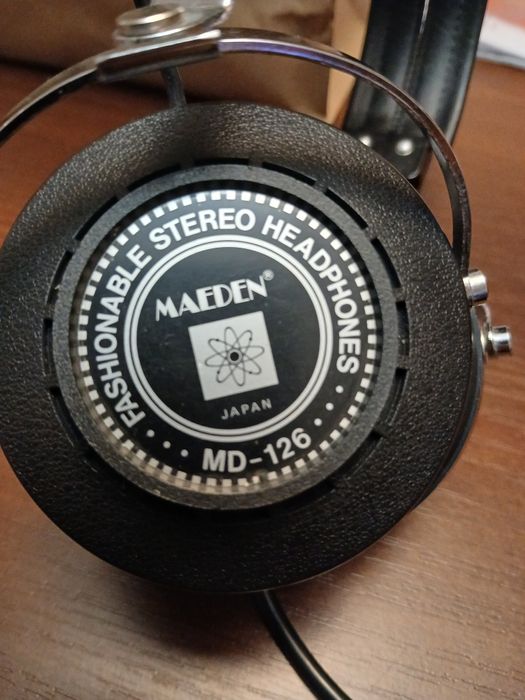 FASHIONABLE STEREO HEADPHONES
MAEDEN®
JAPAN
MD-126